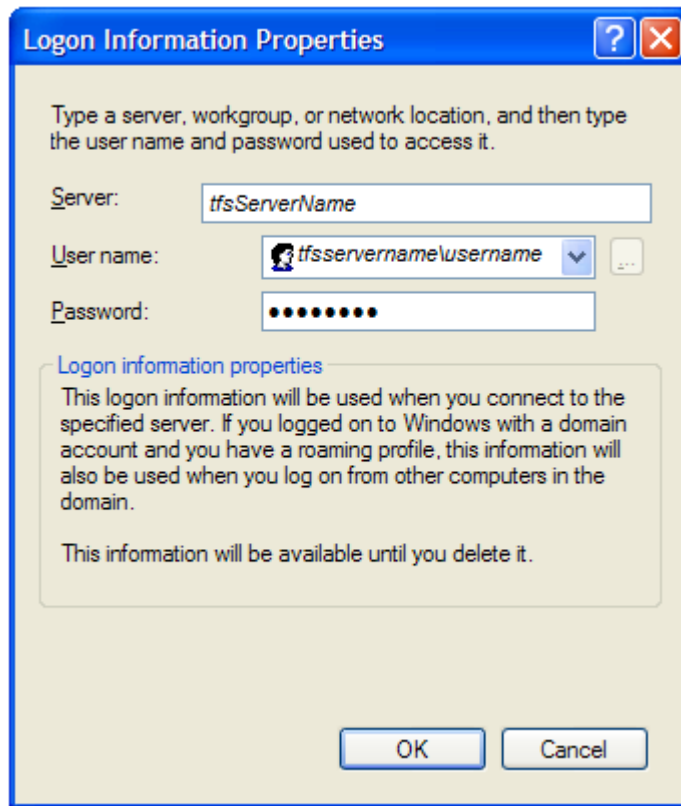 Logon Information Properties
Type a server, workgroup, or network location, and then type
the user name and password used to access it.
Server: tfsServerName
User name: tfsservername\username ...
Password: ●●●●●●●●
Logon information properties
This logon information will be used when you connect to the
specified server. If you logged on to Windows with a domain
account and you have a roaming profile, this information will
also be used when you log on from other computers in the
domain.
This information will be available until you delete it.
OK Cancel